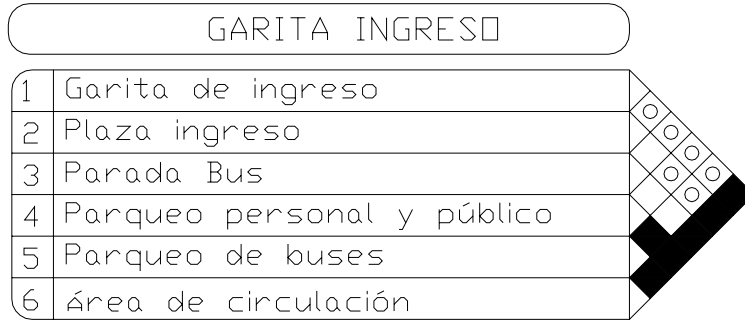 GARITA INGRESO
1 Garita de ingreso
2 Plaza ingreso
3 Parada Bus
4 Parqueo personal y público
5 Parqueo de buses
6 Área de circulación